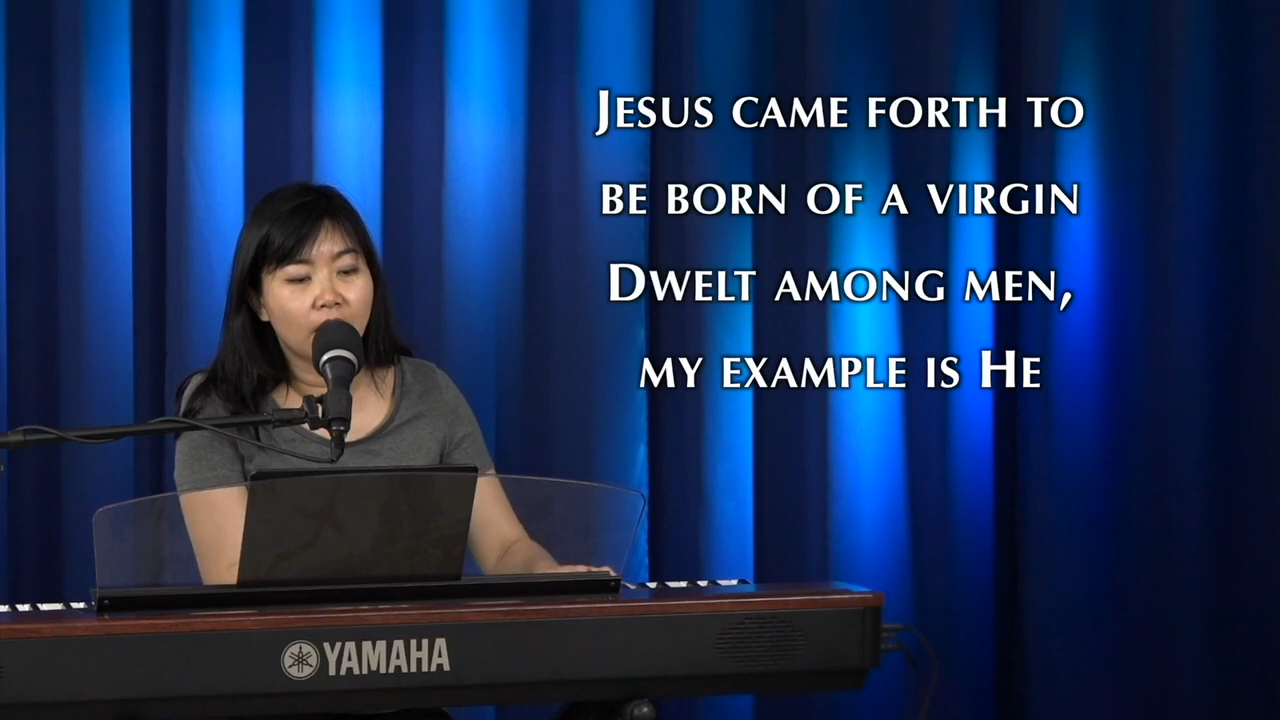 Jesus came forth to
be born of a virgin
Dwelt among men,
my example is He
YAMAHA